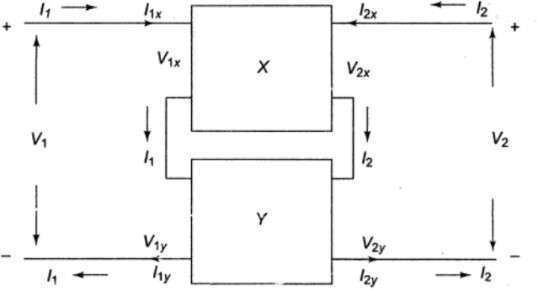 I1 I1x I2x I2
+ +
V1x X V2x
V1 I1 I2 V2
Y
V1y V2y
− −
I1 I1y I2y I2